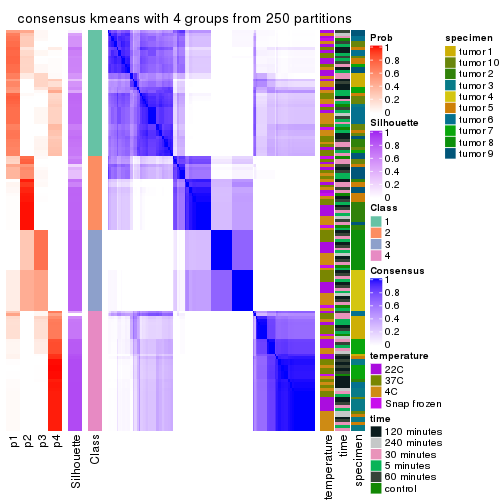 consensus kmeans with 4 groups from 250 partitions
Prob
1
0.8
0.6
0.4
0.2
0
Silhouette
1
0.8
0.6
0.4
0.2
0
Class
1
2
3
4
Consensus
1
0.8
0.6
0.4
0.2
0
temperature
22C
37C
4C
Snap frozen
time
120 minutes
240 minutes
30 minutes
5 minutes
60 minutes
control
specimen
tumor 1
tumor 10
tumor 2
tumor 3
tumor 4
tumor 5
tumor 6
tumor 7
tumor 8
tumor 9
p1
p2
p3
p4
Silhouette
Class
temperature
time
specimen